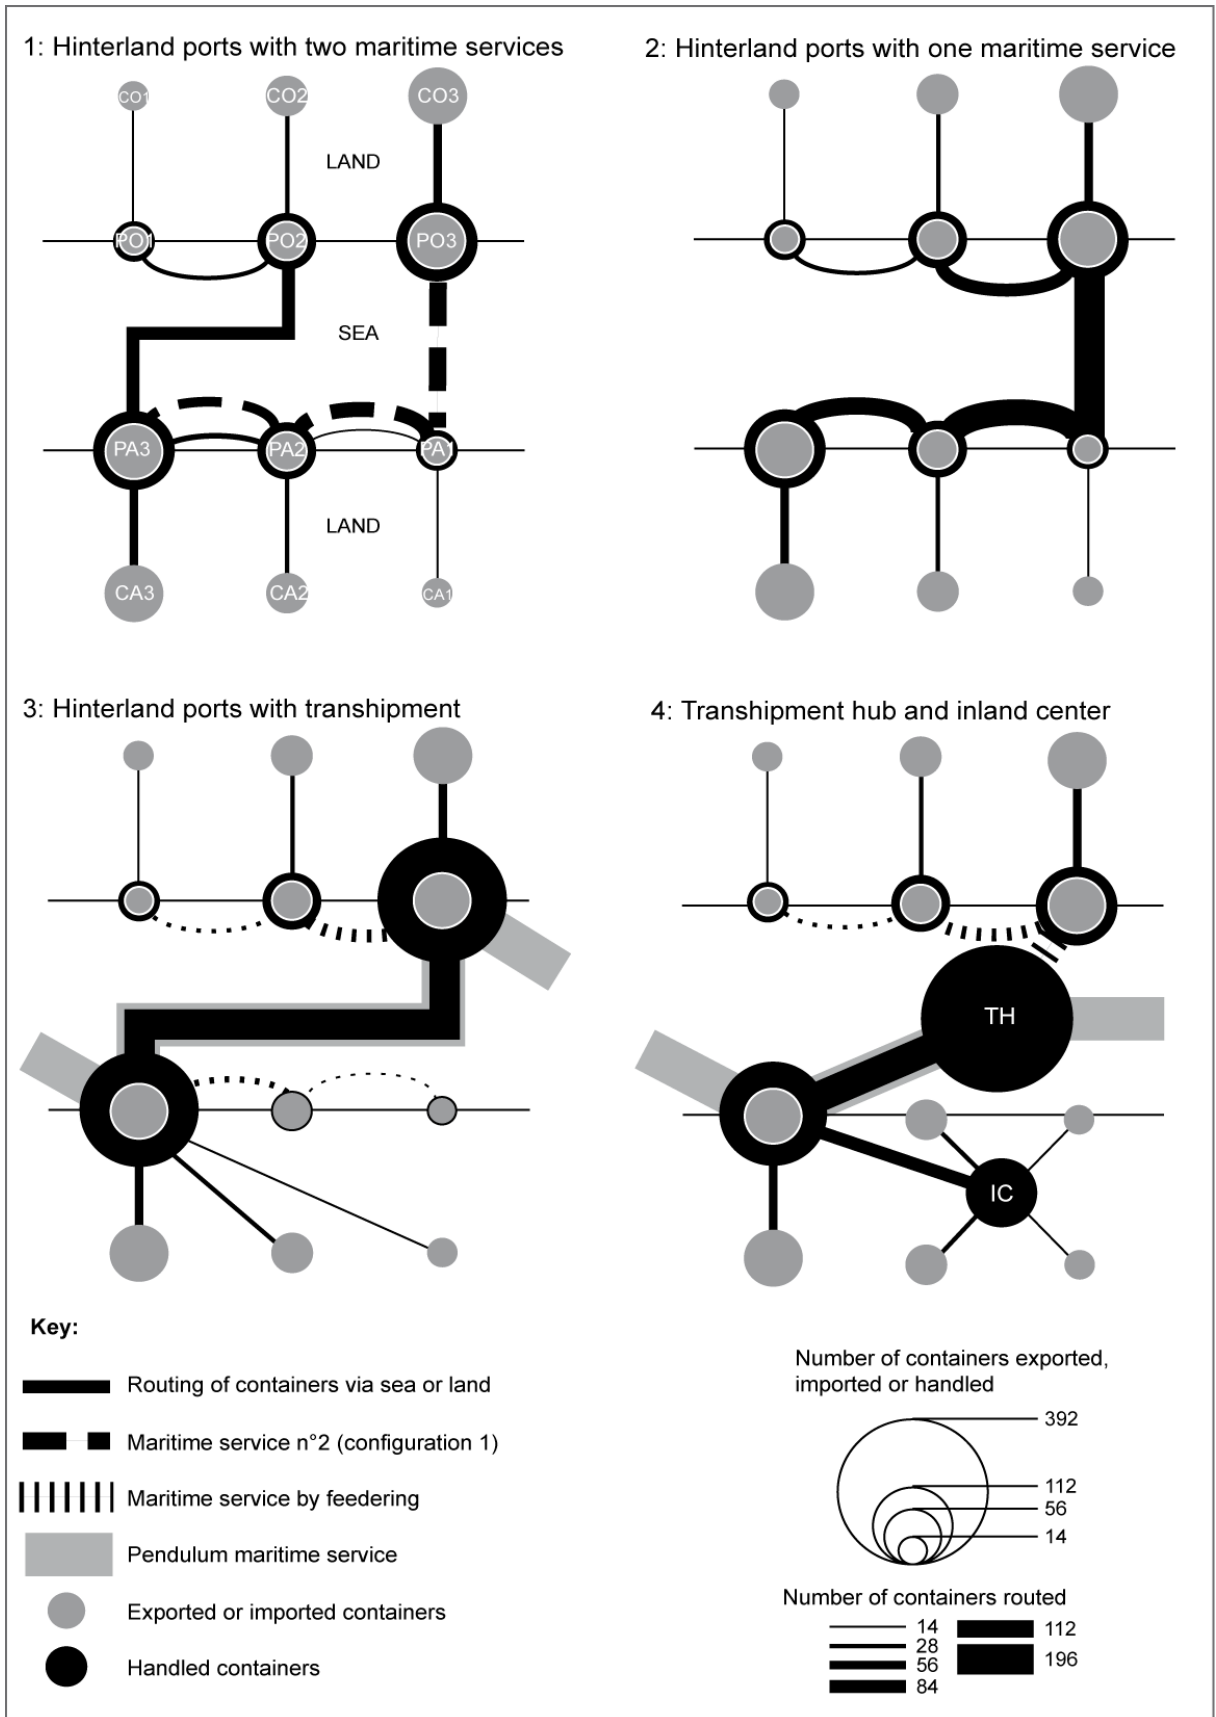 1: Hinterland ports with two maritime services
2: Hinterland ports with one maritime service
CO1
CO2
CO3
LAND
PO1
PO2
PO3
SEA
PA3
PA2
PA1
LAND
CA3
CA2
CA1
3: Hinterland ports with transhipment
4: Transhipment hub and inland center
TH
IC
Key:
Routing of containers via sea or land
Maritime service n°2 (configuration 1)
Maritime service by feedering
Pendulum maritime service
Exported or imported containers
Handled containers
Number of containers exported,
imported or handled
392
112
56
14
Number of containers routed
14
28
56
84
112
196